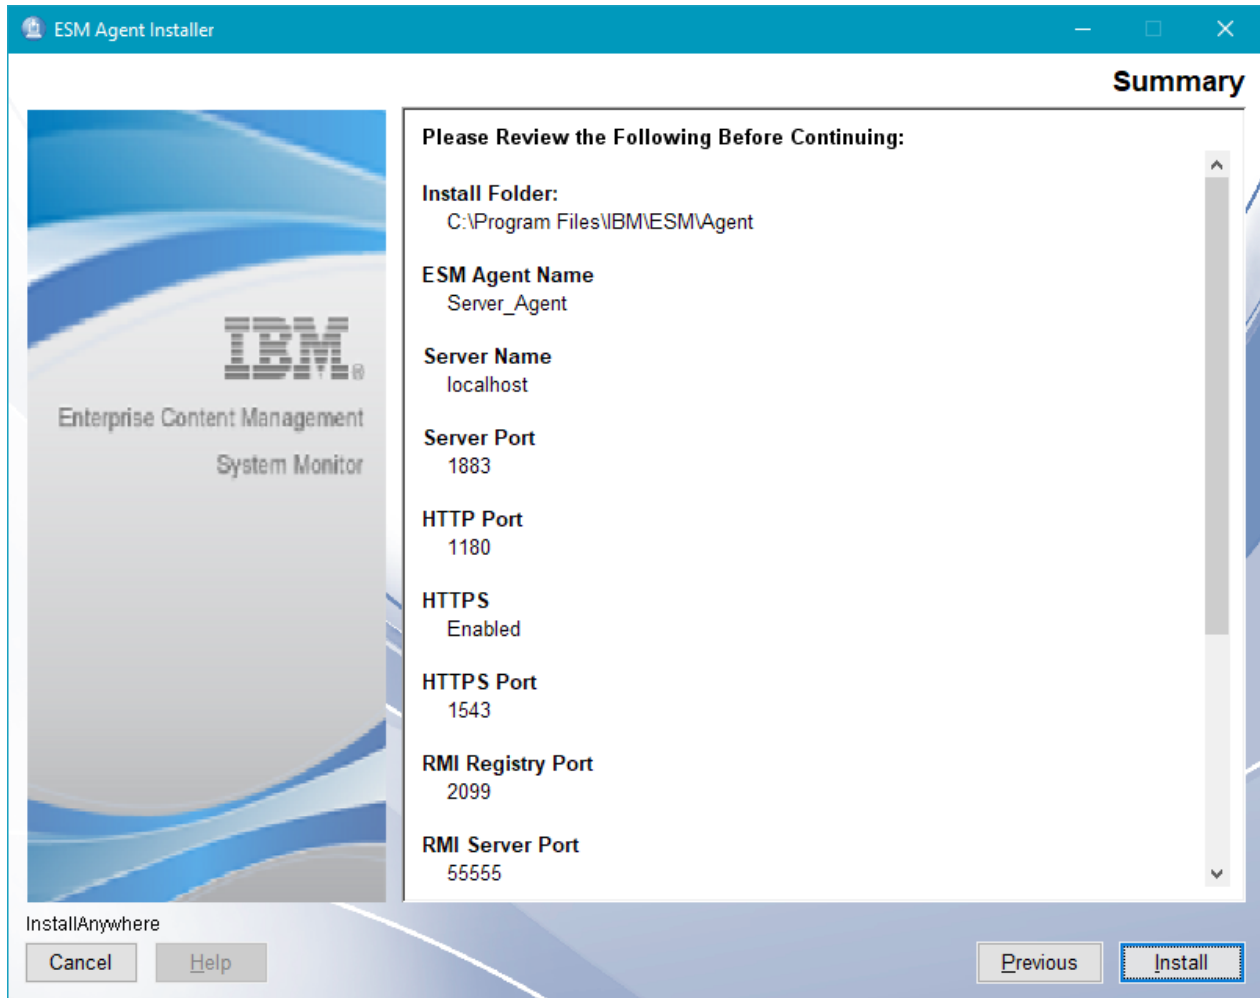 ESM Agent Installer
Summary
IBM®
Enterprise Content Management
System Monitor
Please Review the Following Before Continuing:
Install Folder:
C:\Program Files\IBM\ESM\Agent
ESM Agent Name
Server_Agent
Server Name
localhost
Server Port
1883
HTTP Port
1180
HTTPS
Enabled
HTTPS Port
1543
RMI Registry Port
2099
RMI Server Port
55555
InstallAnywhere
Cancel
Help
Previous
Install